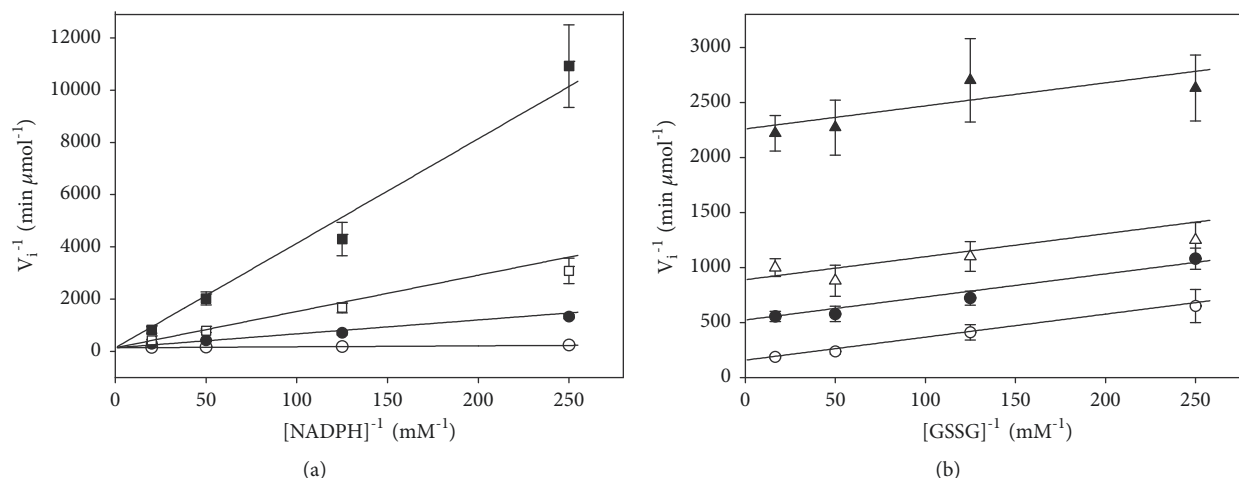 12000
10000
8000
6000
4000
2000
0
V_i^-1 (min μmol^-1)
0 50 100 150 200 250
[NADPH]^-1 (mM^-1)
(a)
3000
2500
2000
1500
1000
500
0
V_i^-1 (min μmol^-1)
0 50 100 150 200 250
[GSSG]^-1 (mM^-1)
(b)